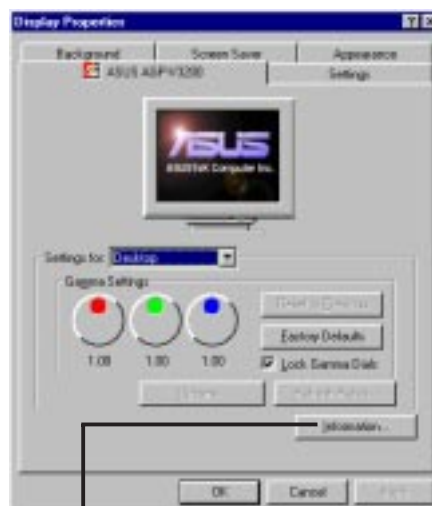 Display Properties
Background
Screen Saver
Appearance
ASUS AGP-V3200
Settings
ASUS
ASUSTeK Computer Inc.
Settings for: Desktop
Gamma Settings
Factory Defaults
1.00 1.00 1.00
Lock Gamma Dials
Information...
OK
Cancel